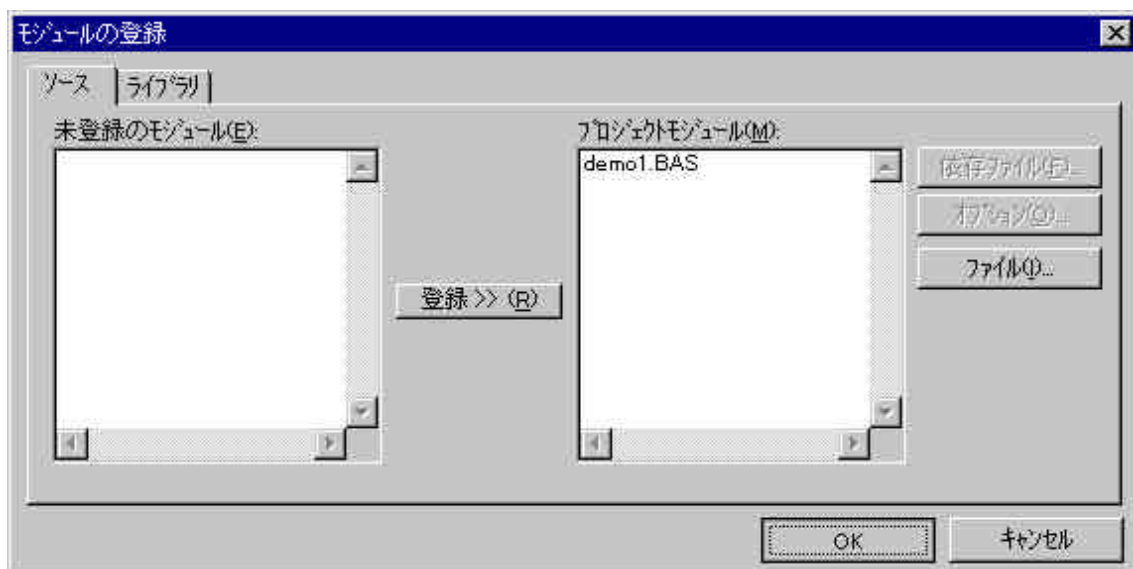 モジュールの登録
ソース
ライブラリ
未登録のモジュール(E):
プロジェクトモジュール(M):
demo1.BAS
依存ファイル(F)...
オプション(O)...
ファイル(I)...
登録 >> (R)
OK
キャンセル